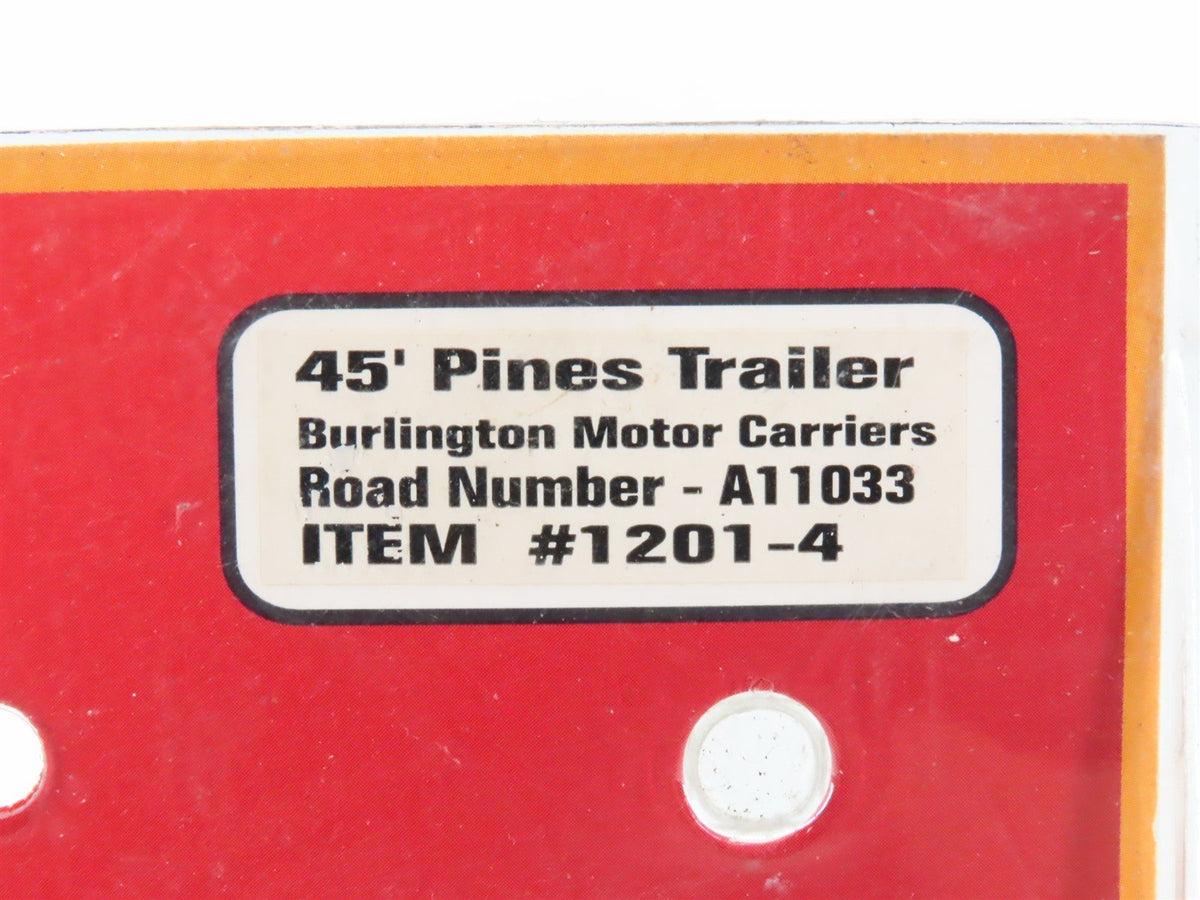 45' Pines Trailer
Burlington Motor Carriers
Road Number - A11033
ITEM #1201-4